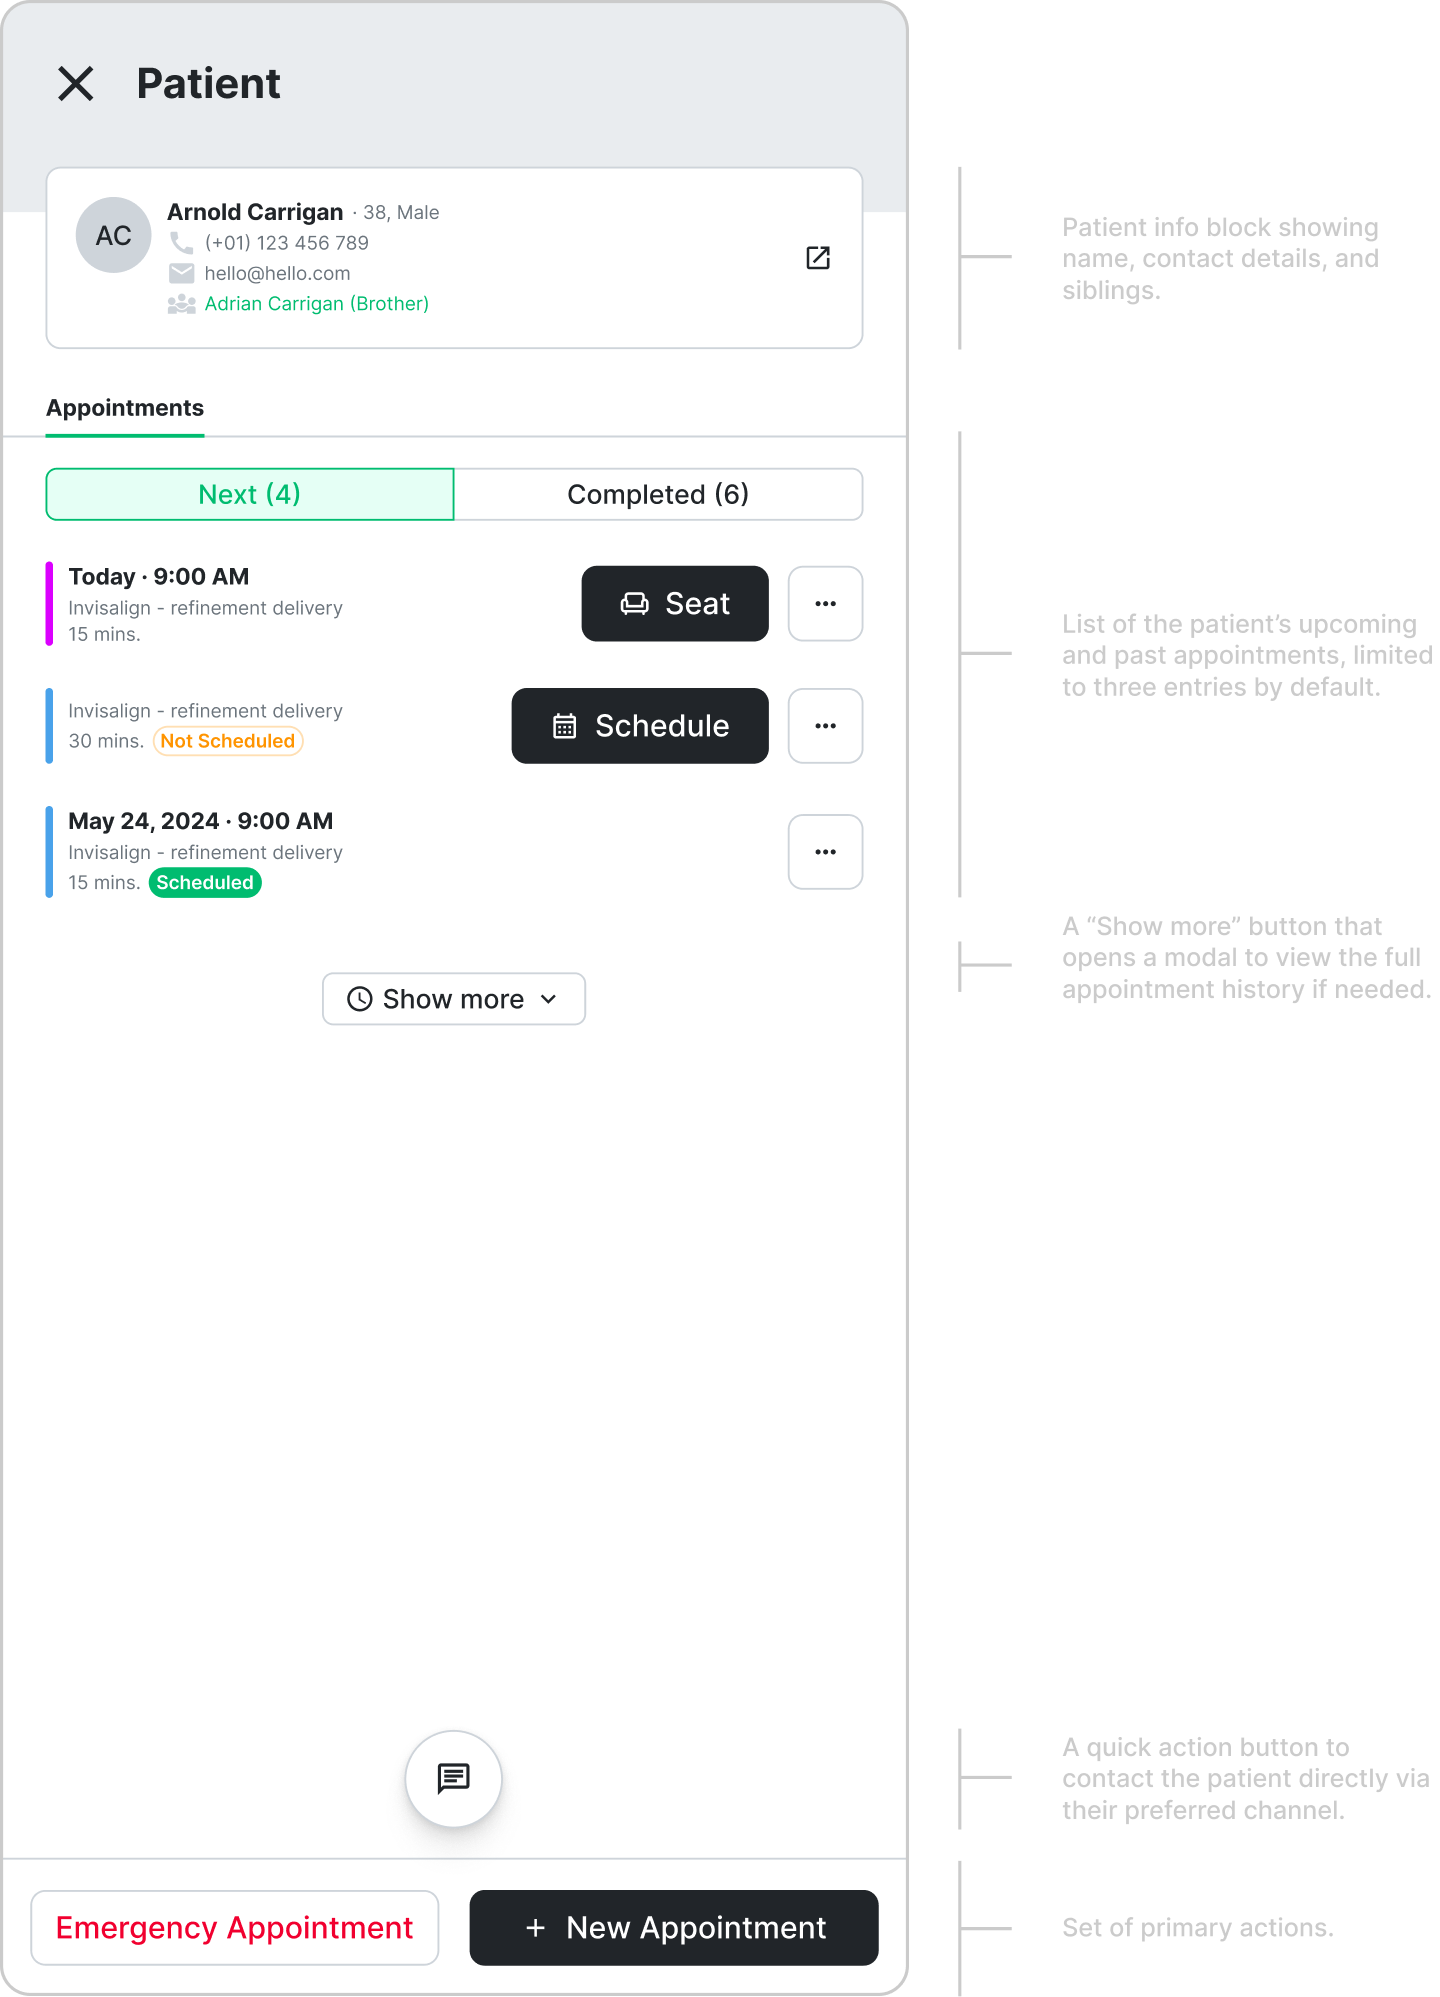 Patient
AC
Arnold Carrigan · 38, Male
(+01) 123 456 789
hello@hello.com
Adrian Carrigan (Brother)
Patient info block showing
name, contact details, and
siblings.
Appointments
Next (4)
Completed (6)
Today · 9:00 AM
Invisalign - refinement delivery
15 mins.
Seat
Invisalign - refinement delivery
30 mins. Not Scheduled
Schedule
May 24, 2024 · 9:00 AM
Invisalign - refinement delivery
15 mins. Scheduled
List of the patient’s upcoming
and past appointments, limited
to three entries by default.
Show more
A “Show more” button that
opens a modal to view the full
appointment history if needed.
A quick action button to
contact the patient directly via
their preferred channel.
Emergency Appointment
+ New Appointment
Set of primary actions.